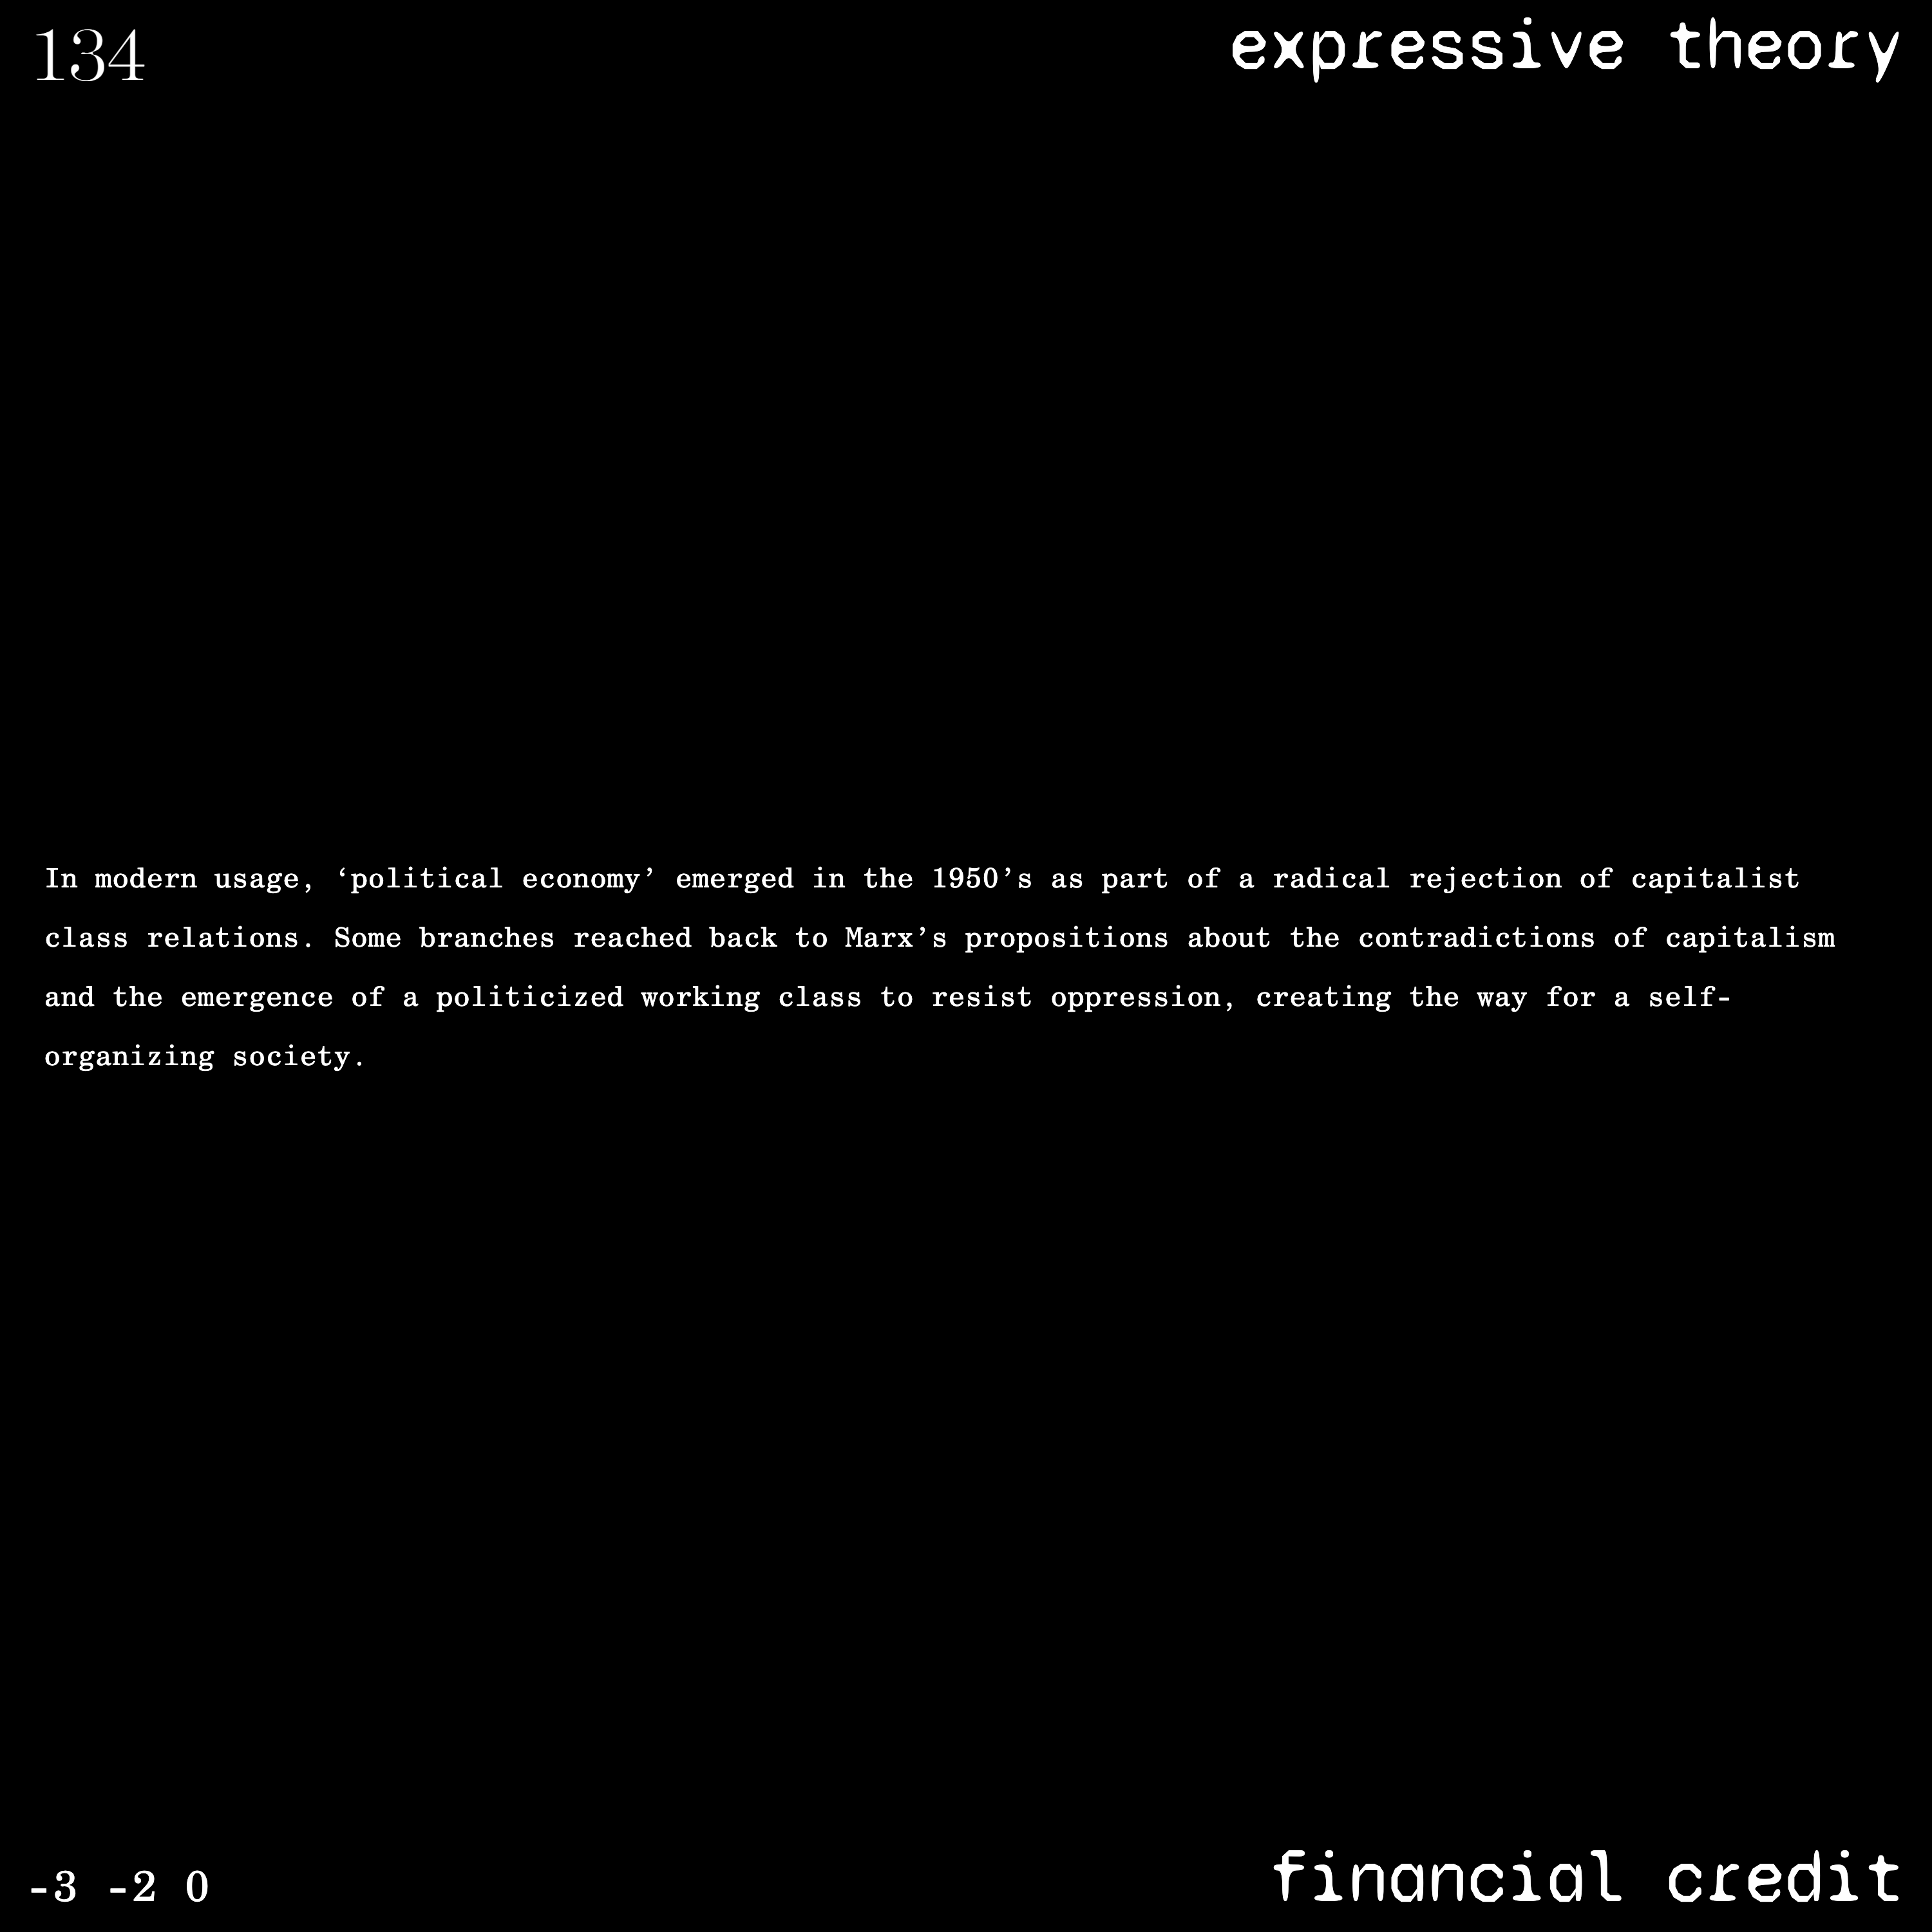 134
expressive theory
In modern usage, ‘political economy’ emerged in the 1950’s as part of a radical rejection of capitalist
class relations. Some branches reached back to Marx’s propositions about the contradictions of capitalism
and the emergence of a politicized working class to resist oppression, creating the way for a self-
organizing society.
-3 -2 0
financial credit